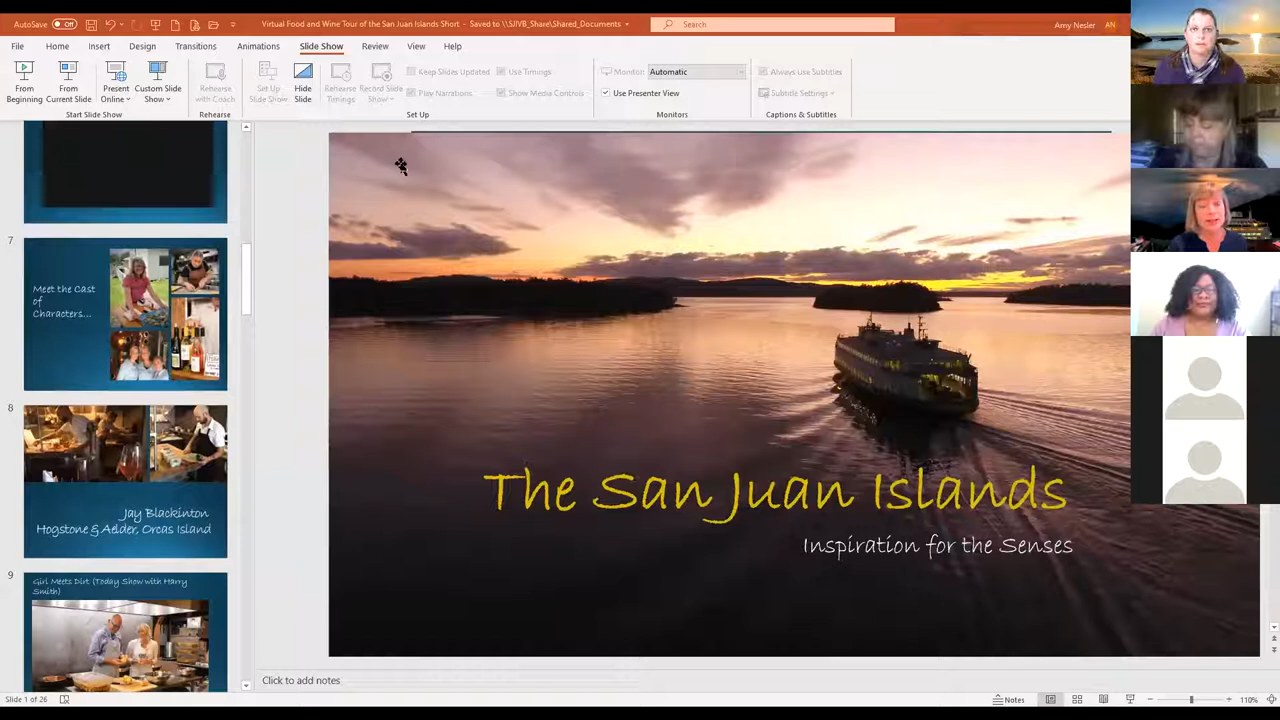 AutoSave Off Virtual Food and Wine Tour of the San Juan Islands Short - Saved to \\SJIVB_Share\Shared_Documents Search Amy Nesler AN
File Home Insert Design Transitions Animations Slide Show Review View Help
From Beginning
From Current Slide
Present Online
Custom Slide Show
Rehearse with Coach
Set Up Slide Show
Hide Slide
Rehearse Timings
Record Slide Show
Keep Slides Updated
Use Timings
Play Narrations
Show Media Controls
Monitor: Automatic
Use Presenter View
Always Use Subtitles
Subtitle Settings
Start Slide Show Rehearse Set Up Monitors Captions & Subtitles
7
Meet the Cast
of
Characters...
8
Jay Blackinton
Hogstone & Aelder, Orcas Island
9
Girl Meets Dirt (Today Show with Harry
Smith)
The San Juan Islands
Inspiration for the Senses
Click to add notes
Slide 1 of 26 Notes 110%